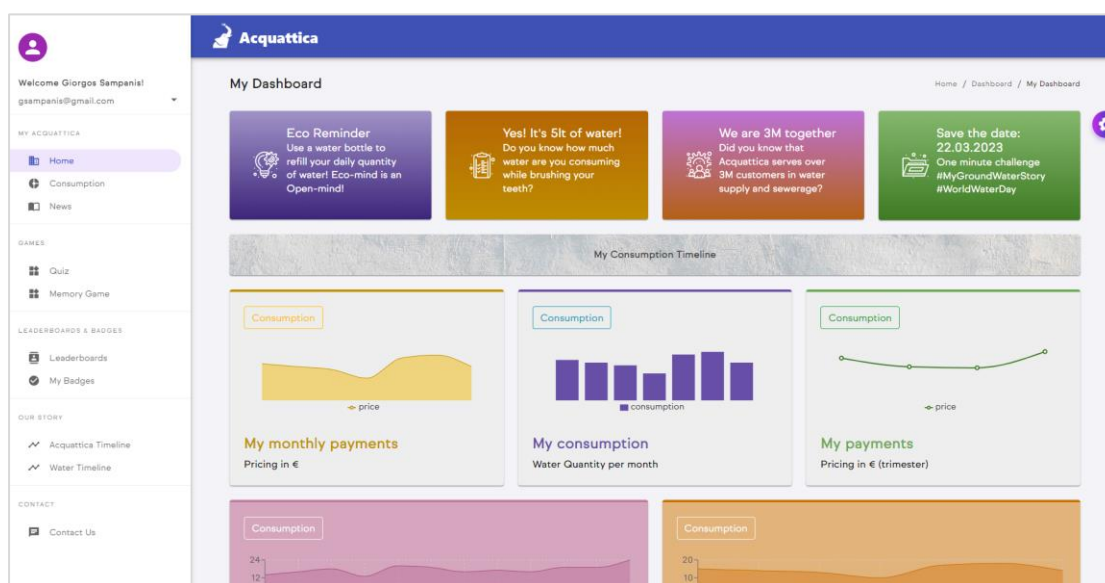 Acquattica
Welcome Giorgos Sampanis!
gsampanis@gmail.com
MY ACQUATTICA
Home
Consumption
News
GAMES
Quiz
Memory Game
LEADERBOARDS & BADGES
Leaderboards
My Badges
OUR STORY
Acquattica Timeline
Water Timeline
CONTACT
Contact Us
My Dashboard
Home / Dashboard / My Dashboard
Eco Reminder
Use a water bottle to
refill your daily quantity
of water! Eco-mind is an
Open-mind!
Yes! It's 5lt of water!
Do you know how much
water are you consuming
while brushing your
teeth?
We are 3M together
Did you know that
Acquattica serves over
3M customers in water
supply and sewerage?
Save the date:
22.03.2023
One minute challenge
#MyGroundWaterStory
#WorldWaterDay
My Consumption Timeline
Consumption
price
My monthly payments
Pricing in €
Consumption
consumption
My consumption
Water Quantity per month
Consumption
price
My payments
Pricing in € (trimester)
Consumption
24
12
Consumption
20
10